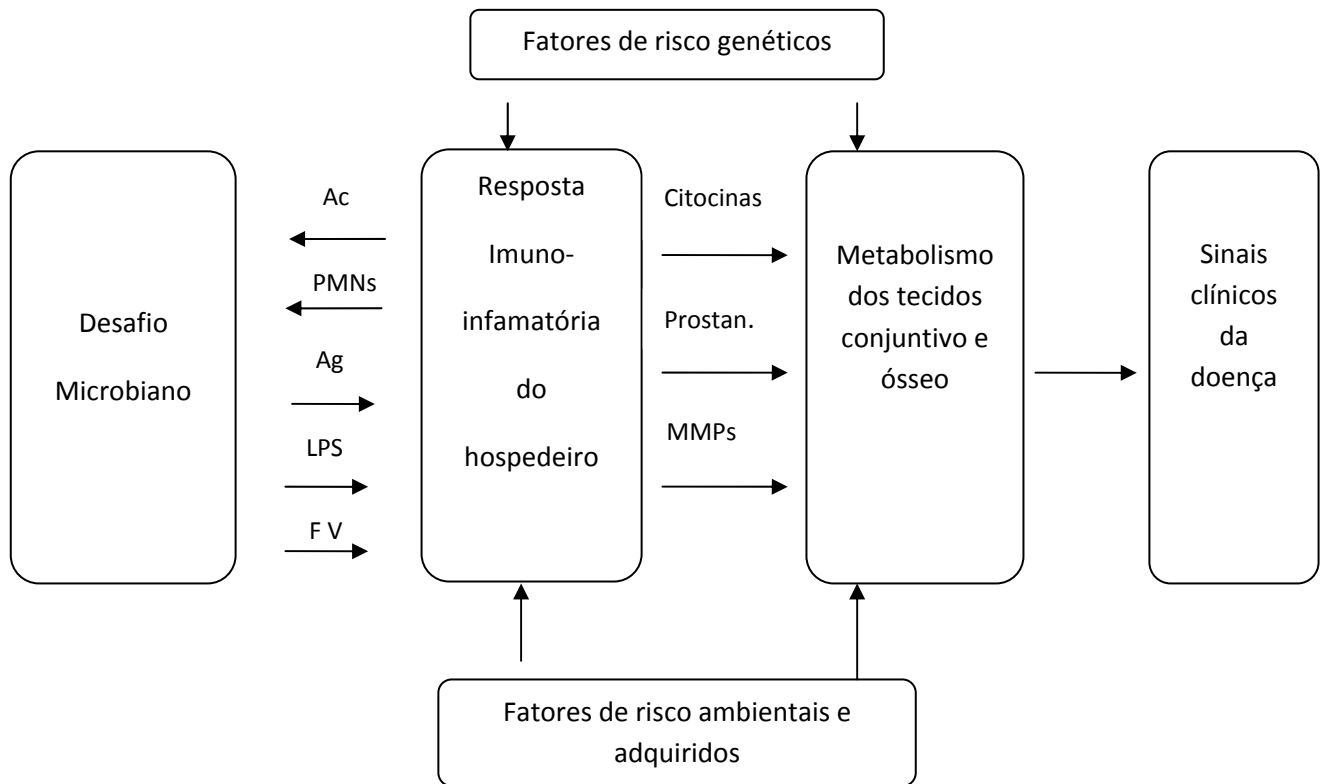 Fatores de risco genéticos
Desafio
Microbiano
Ac
PMNs
Ag
LPS
F V
Resposta
Imuno-
infamatória
do
hospedeiro
Citocinas
Prostan.
MMPs
Metabolismo
dos tecidos
conjuntivo e
ósseo
Sinais
clínicos
da
doença
Fatores de risco ambientais e
adquiridos